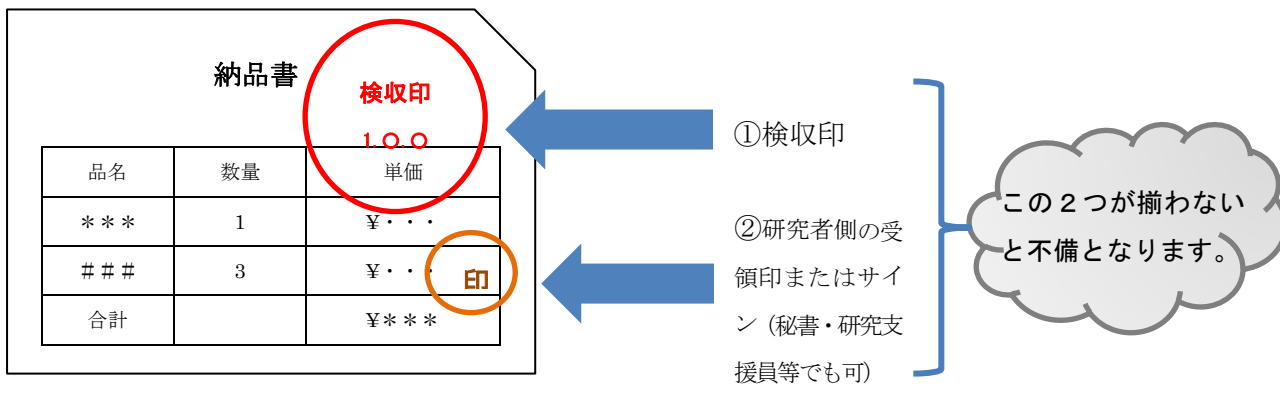 納品書
検収印
1.〇.〇
品名 数量 単価
＊＊＊ 1 ¥・・・
＃＃＃ 3 ¥・・・
印
合計 ¥＊＊＊
①検収印
②研究者側の受
領印またはサイ
ン（秘書・研究支
援員等でも可）
この２つが揃わない
と不備となります。